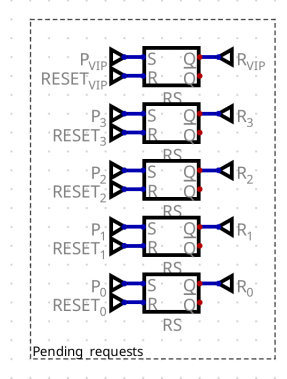 P_VIP S Q R_VIP
RESET_VIP R Q
RS
P_3 S Q R_3
RESET_3 R Q
RS
P_2 S Q R_2
RESET_2 R Q
RS
P_1 S Q R_1
RESET_1 R Q
RS
P_0 S Q R_0
RESET_0 R Q
RS
Pending requests